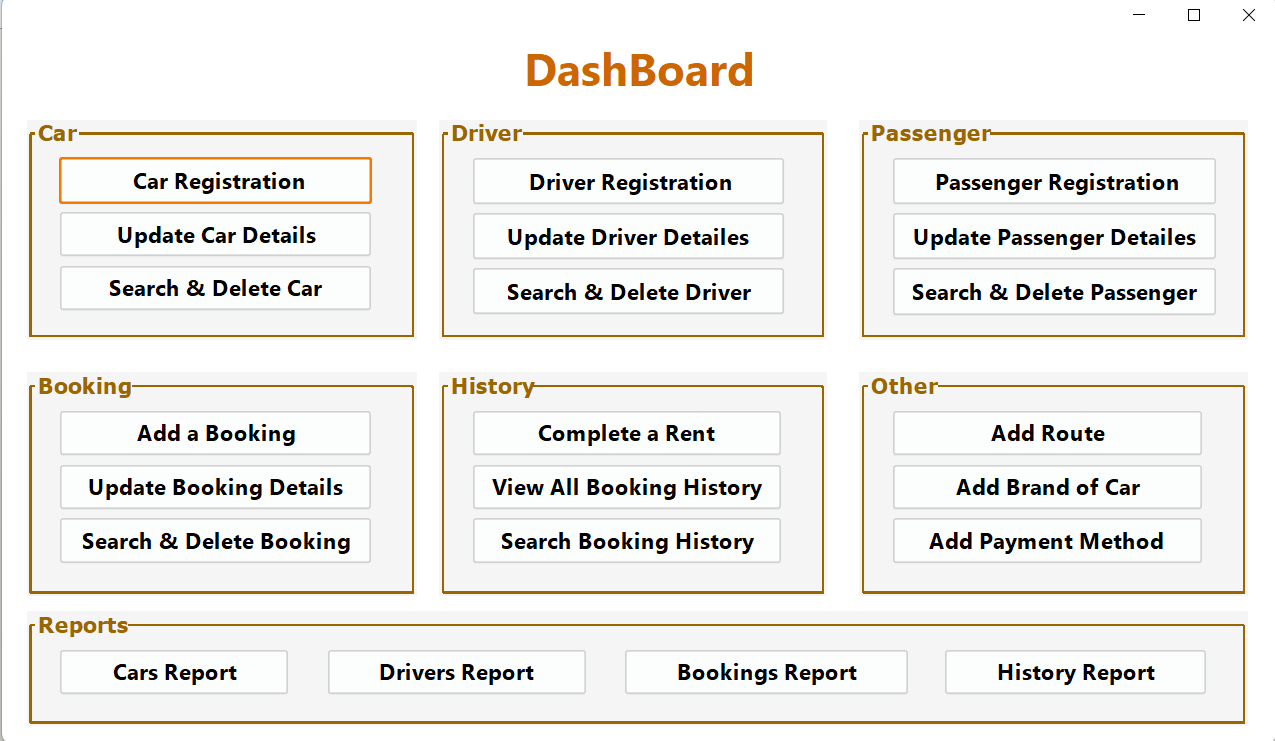 DashBoard
Car
Car Registration
Update Car Details
Search & Delete Car
Driver
Driver Registration
Update Driver Detailes
Search & Delete Driver
Passenger
Passenger Registration
Update Passenger Detailes
Search & Delete Passenger
Booking
Add a Booking
Update Booking Details
Search & Delete Booking
History
Complete a Rent
View All Booking History
Search Booking History
Other
Add Route
Add Brand of Car
Add Payment Method
Reports
Cars Report
Drivers Report
Bookings Report
History Report